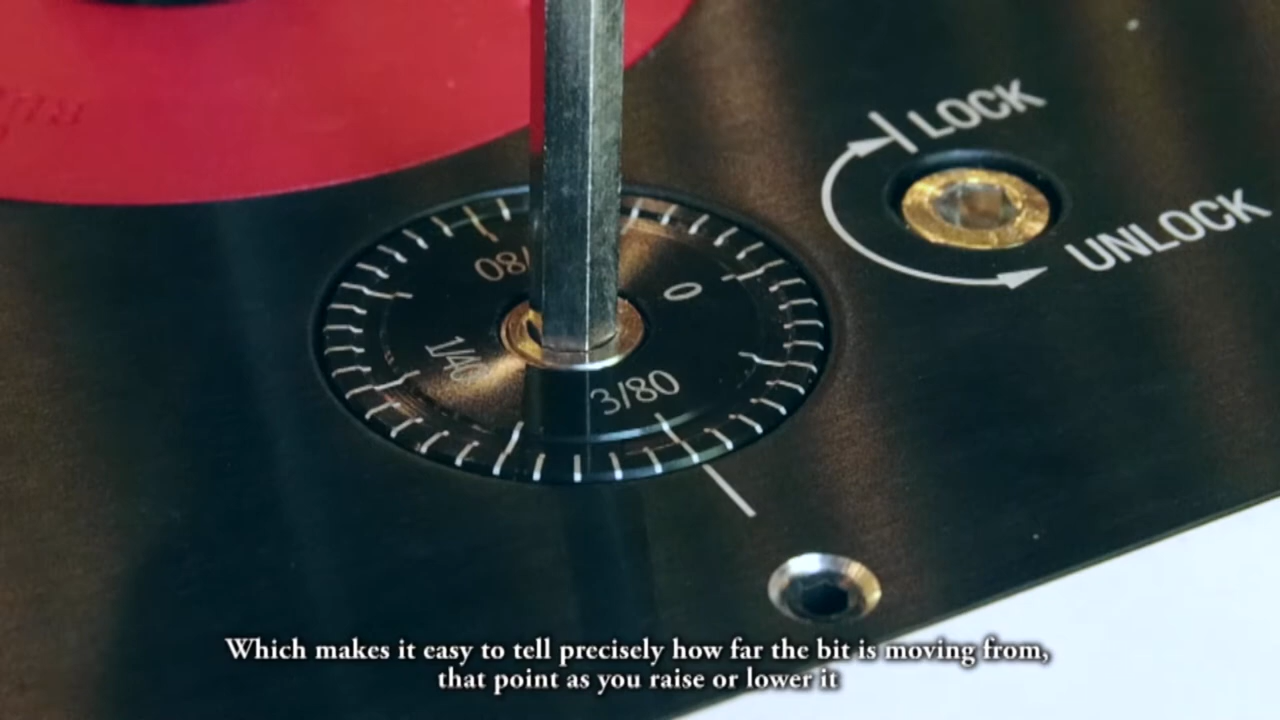 LOCK
UNLOCK
0
1/40
3/80
Which makes it easy to tell precisely how far the bit is moving from,
that point as you raise or lower it